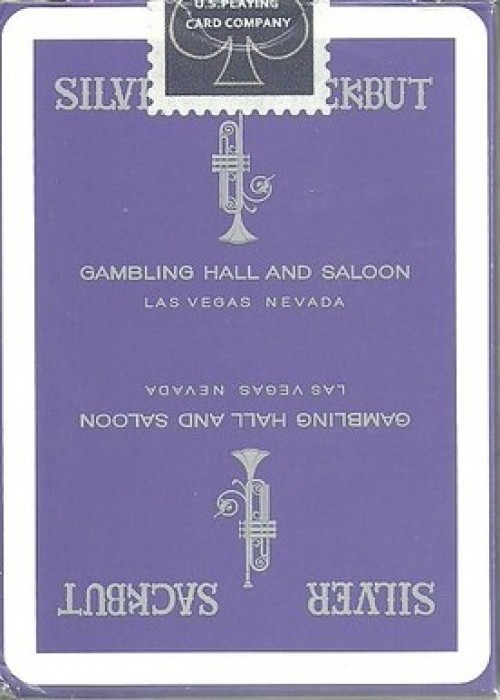 U.S. PLAYING
CARD COMPANY
SILVE CKBUT
GAMBLING HALL AND SALOON
LAS VEGAS NEVADA
LAS VEGAS NEVADA
GAMBLING HALL AND SALOON
SILVER SACKBUT